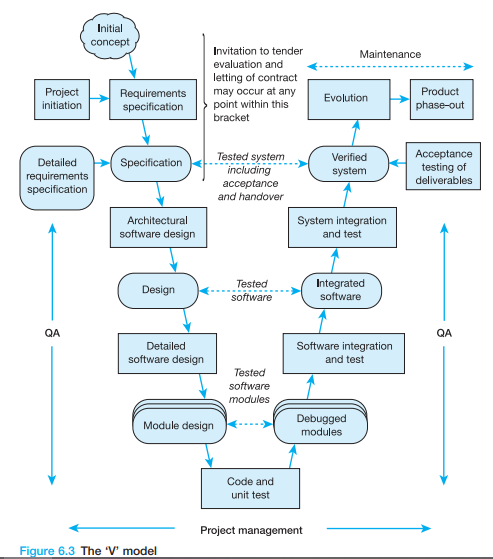 Initial
concept
Invitation to tender
evaluation and
letting of contract
may occur at any
point within this
bracket
Maintenance
Project
initiation
Requirements
specification
Evolution
Product
phase–out
Detailed
requirements
specification
Specification
Tested system
including
acceptance
and handover
Verified
system
Acceptance
testing of
deliverables
Architectural
software design
System integration
and test
Design
Tested
software
Integrated
software
QA
QA
Detailed
software design
Software integration
and test
Tested
software
modules
Module design
Debugged
modules
Code and
unit test
Project management
Figure 6.3 The ‘V’ model